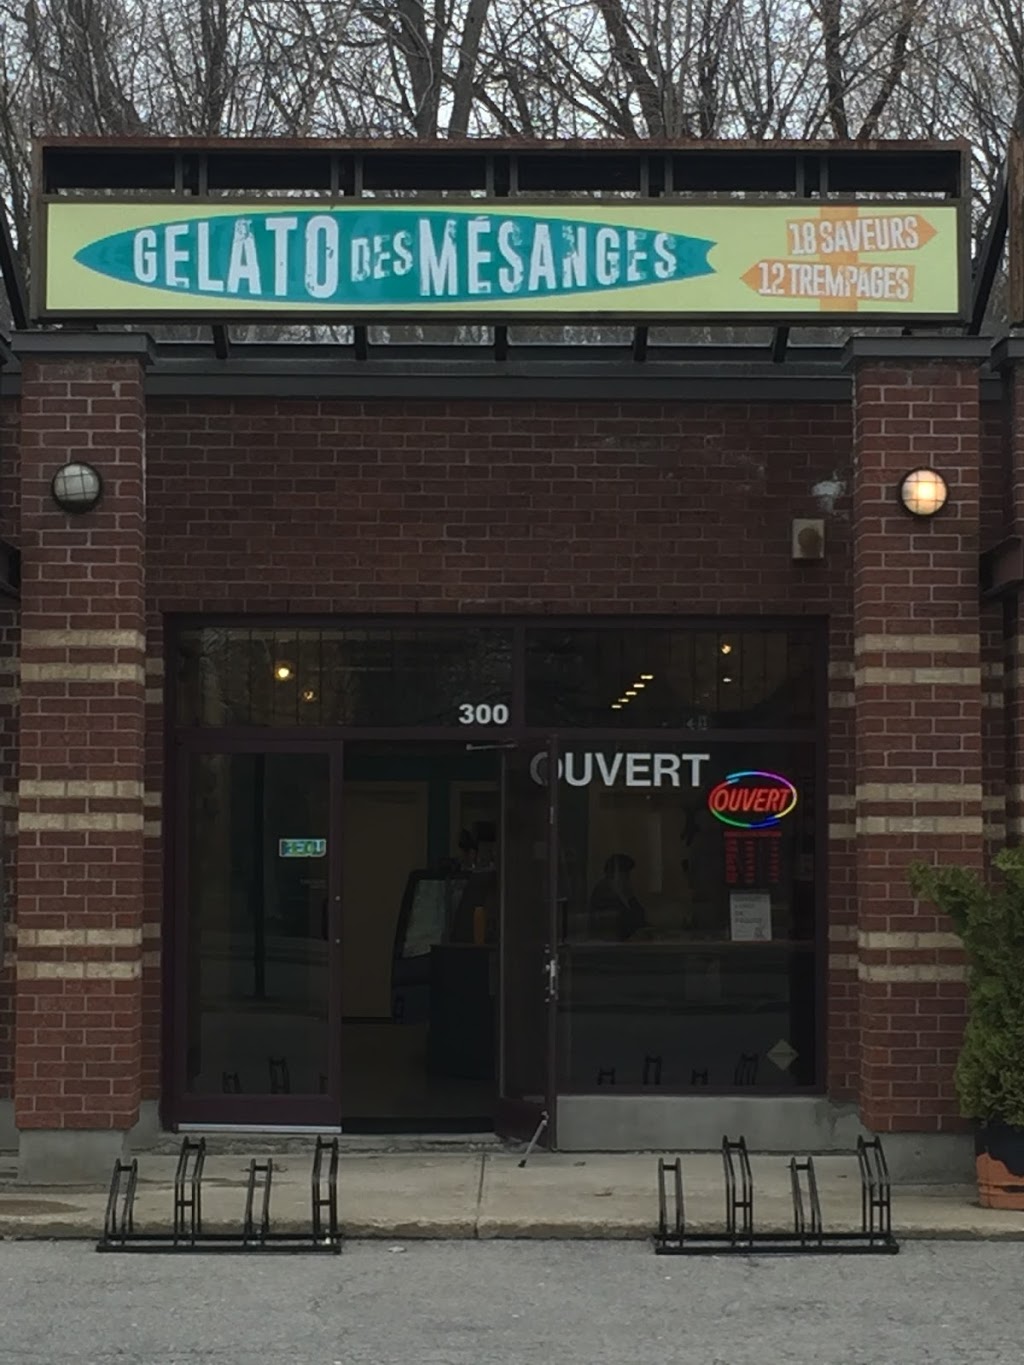 GELATO DES MÉSANGES
18 SAVEURS
12 TREMPAGES
300
OUVERT
OUVERT